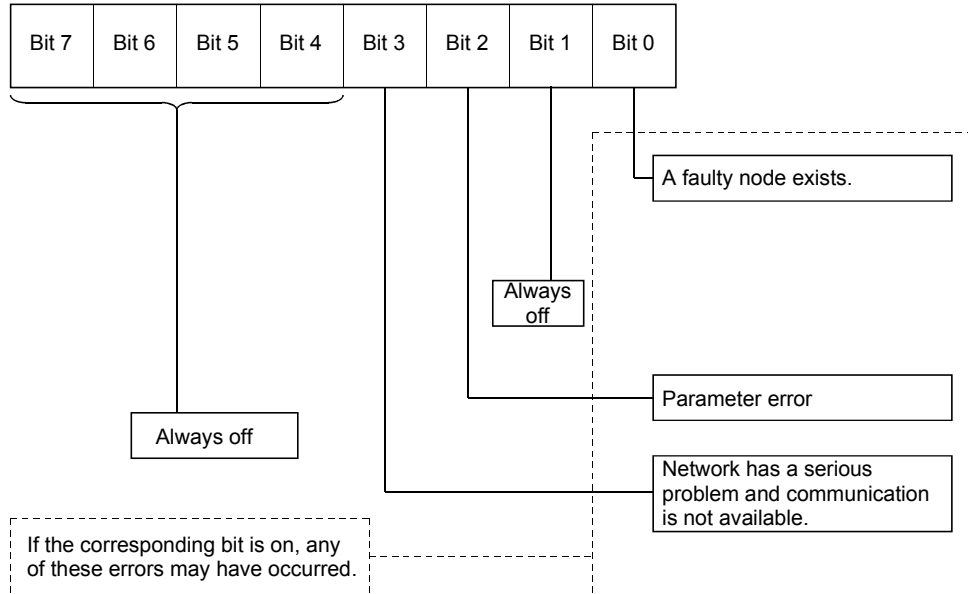 Bit 7 Bit 6 Bit 5 Bit 4 Bit 3 Bit 2 Bit 1 Bit 0
A faulty node exists.
Always
off
Parameter error
Always off
Network has a serious
problem and communication
is not available.
If the corresponding bit is on, any
of these errors may have occurred.